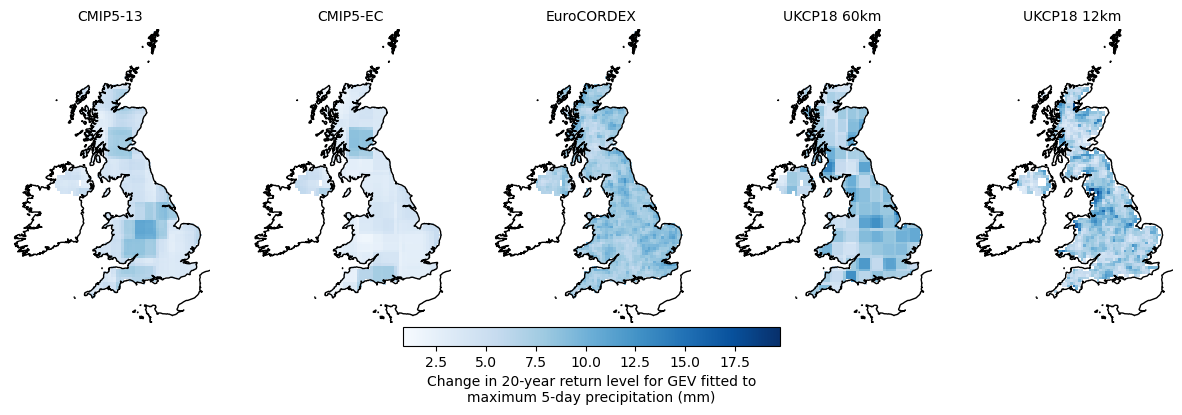 CMIP5-13
CMIP5-EC
EuroCORDEX
UKCP18 60km
UKCP18 12km
2.5 5.0 7.5 10.0 12.5 15.0 17.5
Change in 20-year return level for GEV fitted to
maximum 5-day precipitation (mm)